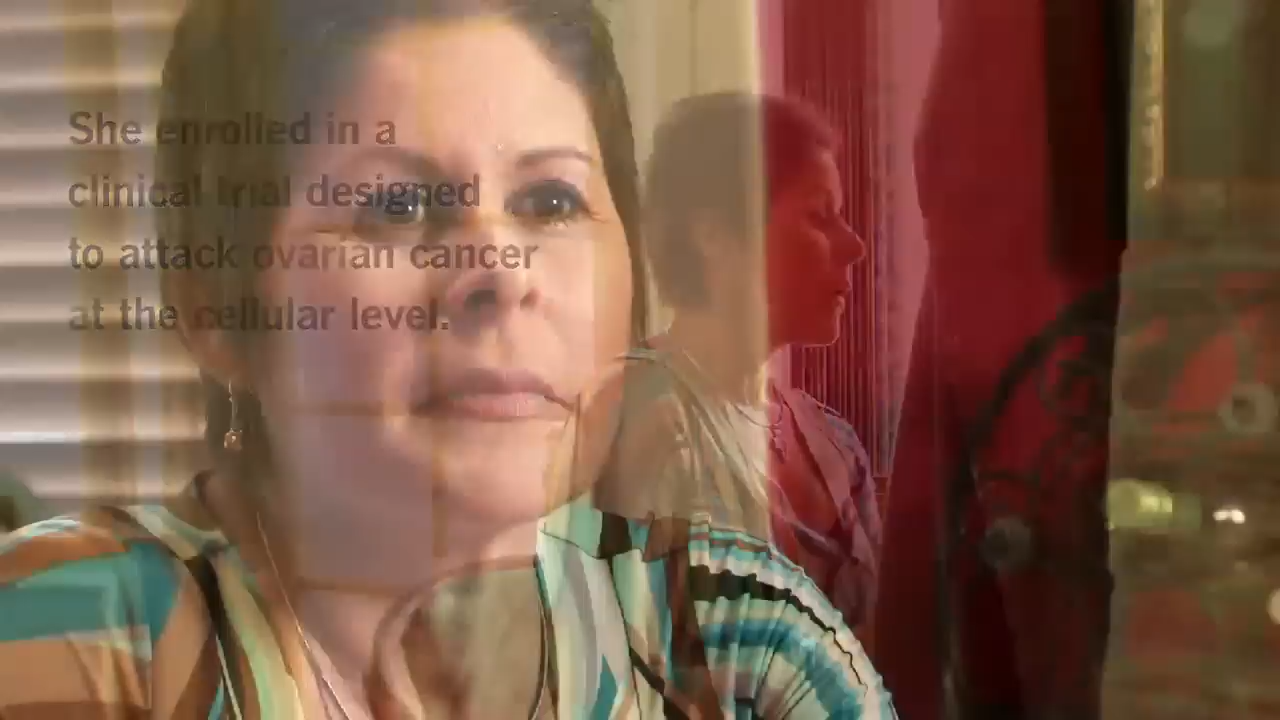 She enrolled in a
clinical trial designed
to attack ovarian cancer
at the cellular level.